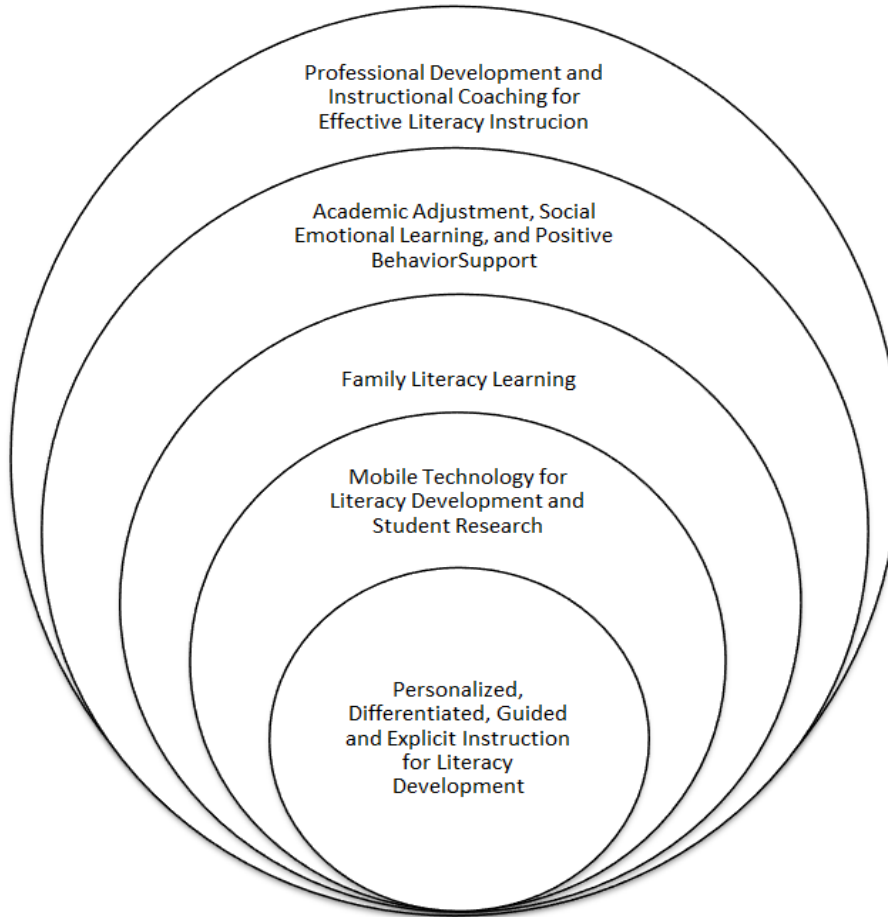 Professional Development and
Instructional Coaching for
Effective Literacy Instrucion
Academic Adjustment, Social
Emotional Learning, and Positive
BehaviorSupport
Family Literacy Learning
Mobile Technology for
Literacy Development and
Student Research
Personalized,
Differentiated, Guided
and Explicit Instruction
for Literacy
Development